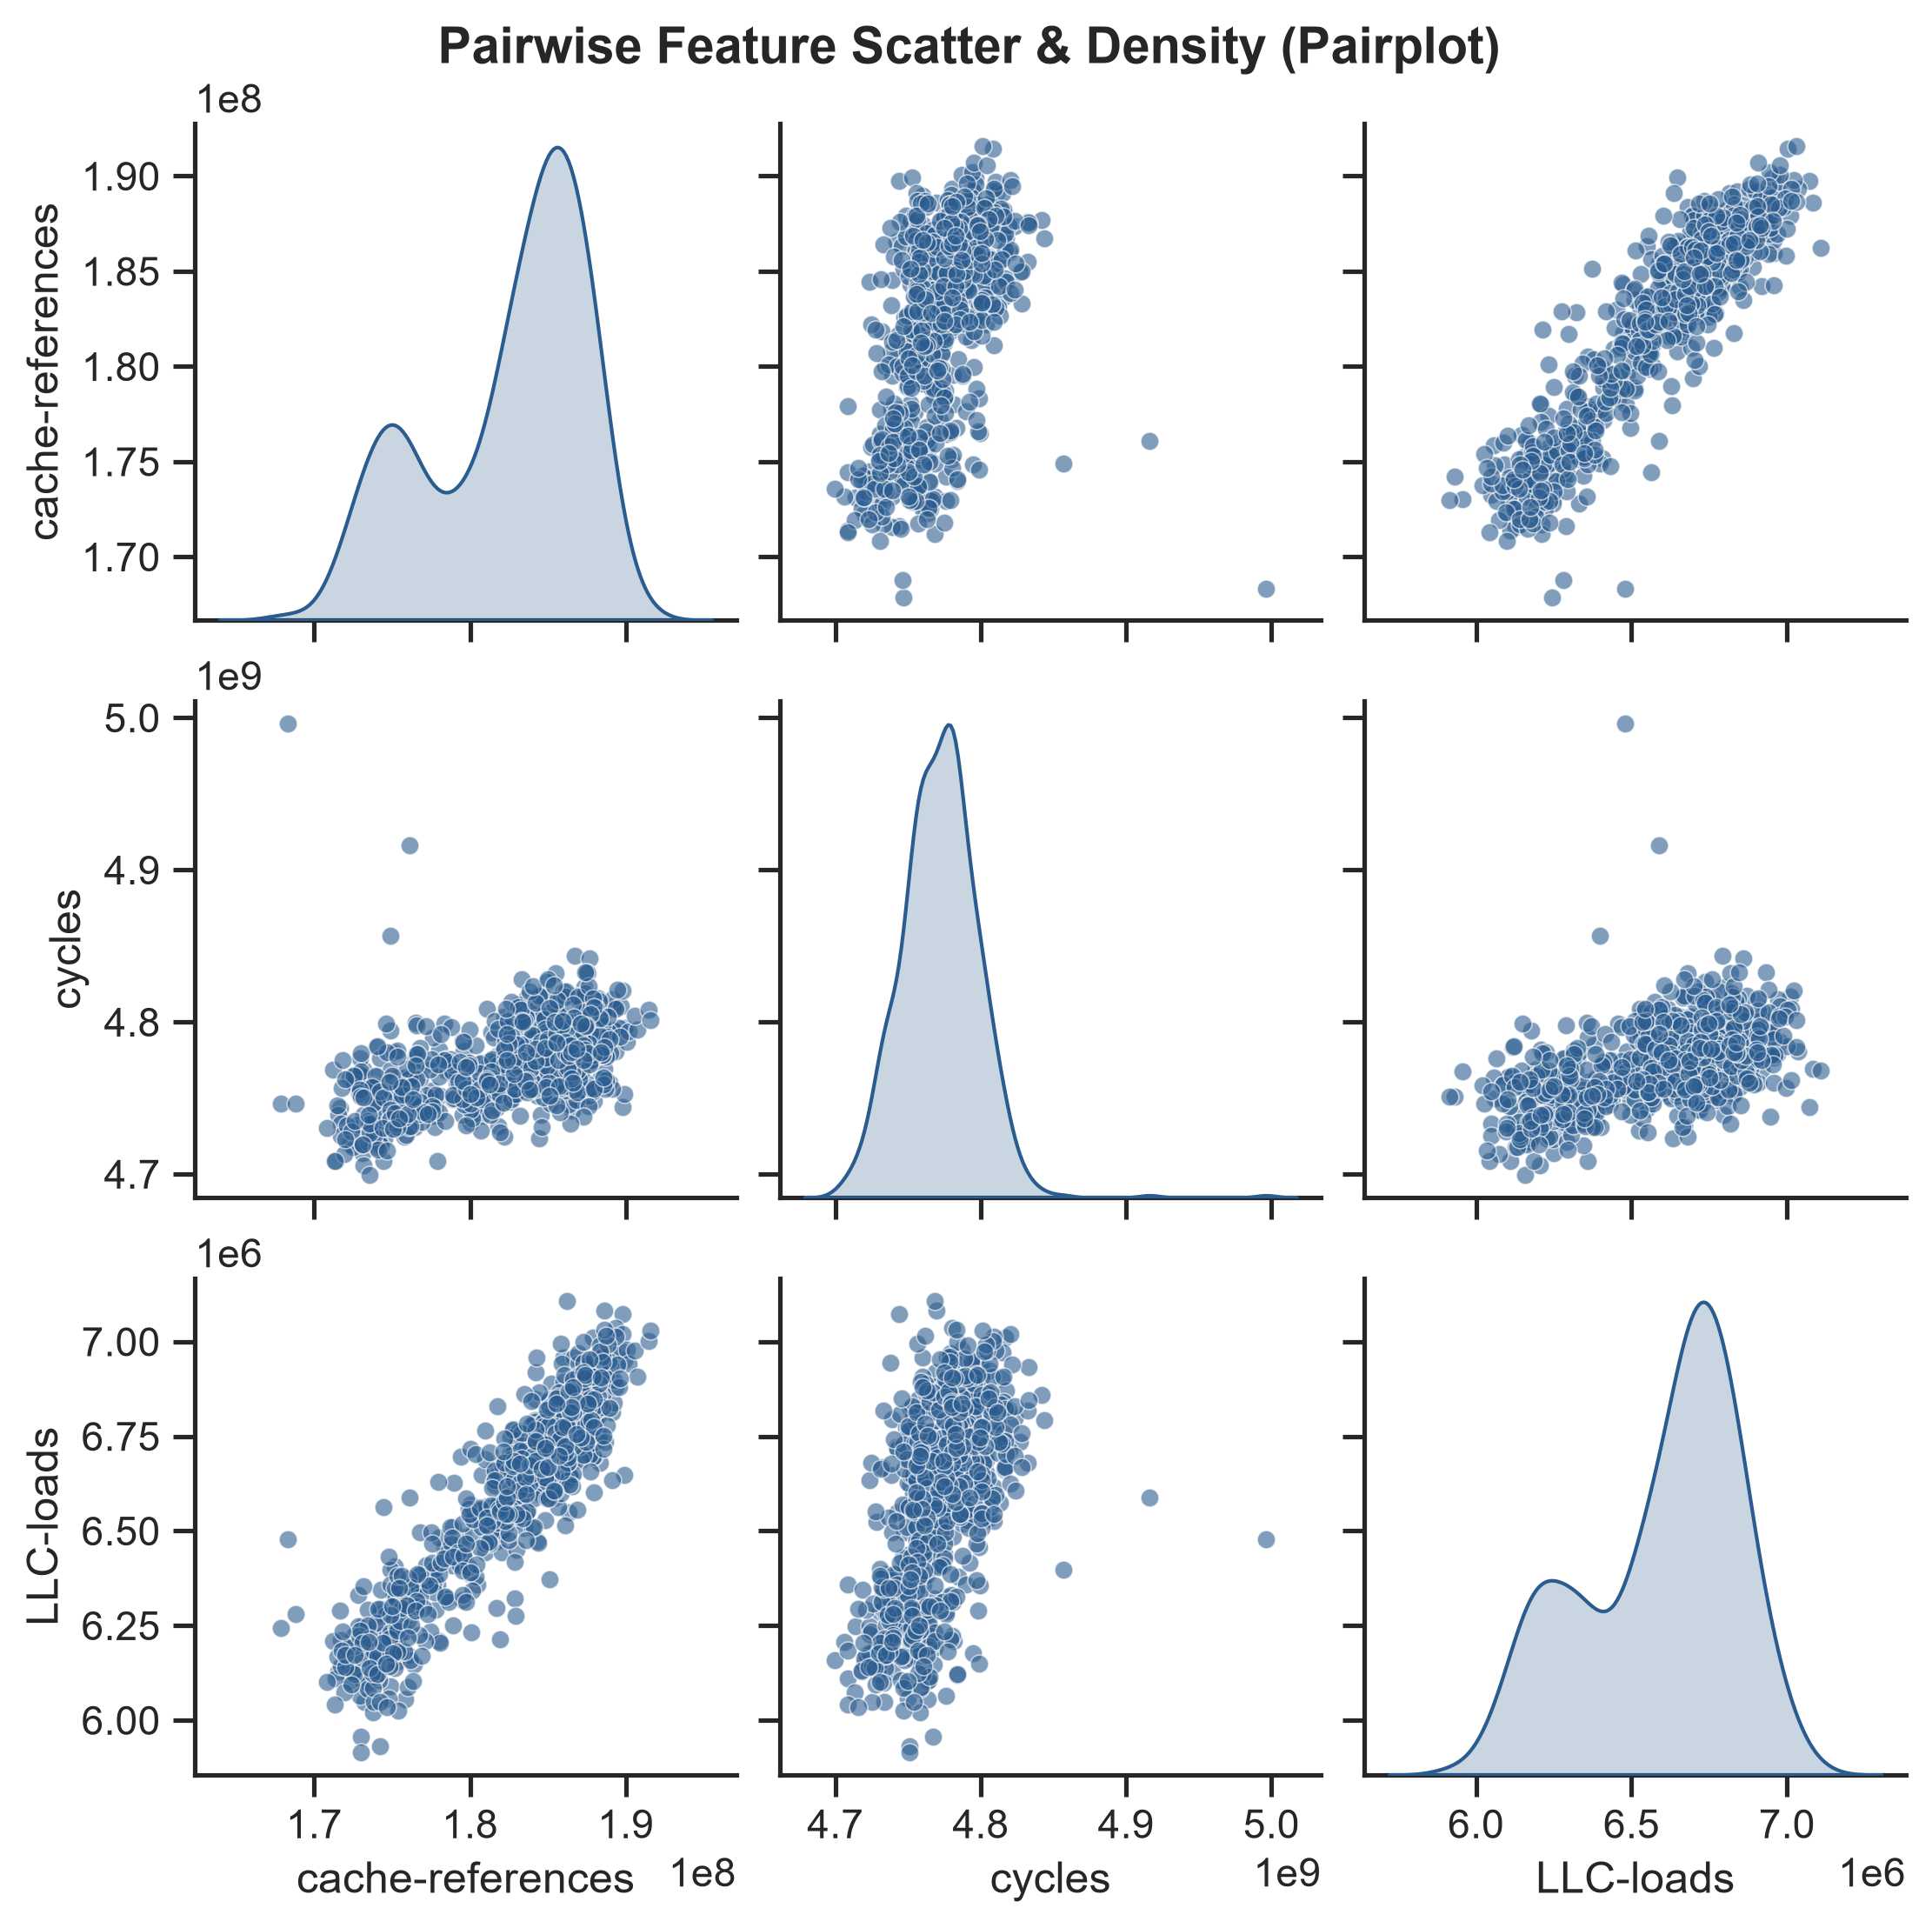 Pairwise Feature Scatter & Density (Pairplot)
1e8
1.90
1.85
1.80
1.75
1.70
cache-references
1e9
5.0
4.9
4.8
4.7
cycles
1e6
7.00
6.75
6.50
6.25
6.00
LLC-loads
1.7 1.8 1.9
4.7 4.8 4.9 5.0
6.0 6.5 7.0
cache-references 1e8
cycles 1e9
LLC-loads 1e6